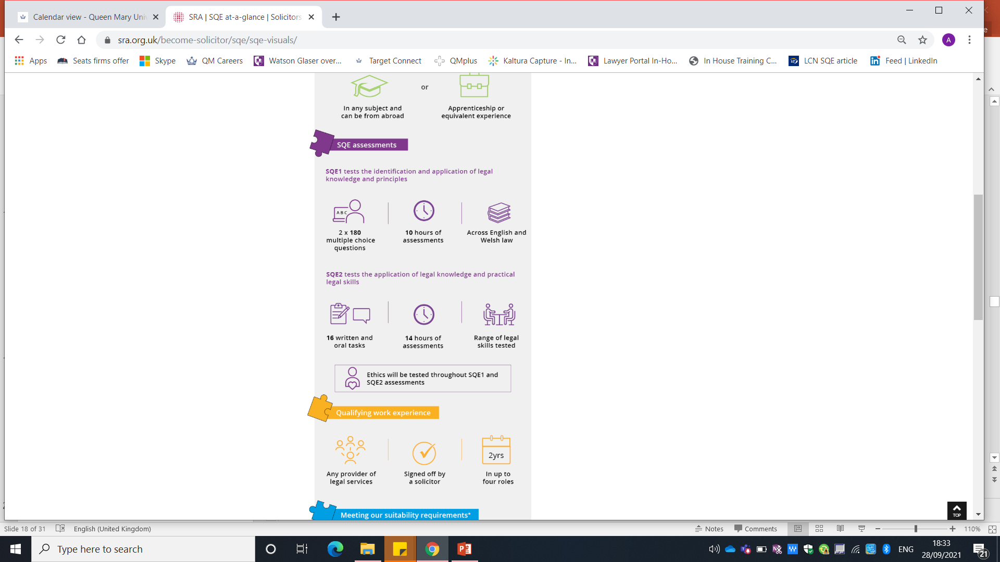 Calendar view - Queen Mary Uni
SRA | SQE at-a-glance | Solicitors
sra.org.uk/become-solicitor/sqe/sqe-visuals/
A
Apps
Seats firms offer
Skype
QM Careers
Watson Glaser over...
Target Connect
QMplus
Kaltura Capture - In...
Lawyer Portal In-Ho...
In House Training C...
LCN SQE article
Feed | LinkedIn
or
In any subject and
can be from abroad
Apprenticeship or
equivalent experience
SQE assessments
SQE1 tests the identification and application of legal
knowledge and principles
ABC
2 x 180
multiple choice
questions
10 hours of
assessments
Across English and
Welsh law
SQE2 tests the application of legal knowledge and practical
legal skills
16 written and
oral tasks
14 hours of
assessments
Range of legal
skills tested
Ethics will be tested throughout SQE1 and
SQE2 assessments
Qualifying work experience
Any provider of
legal services
Signed off by
a solicitor
2yrs
In up to
four roles
Meeting our suitability requirements*
TOP
Slide 18 of 31
English (United Kingdom)
Notes
Comments
110%
Type here to search
ENG
18:33
28/09/2021
21